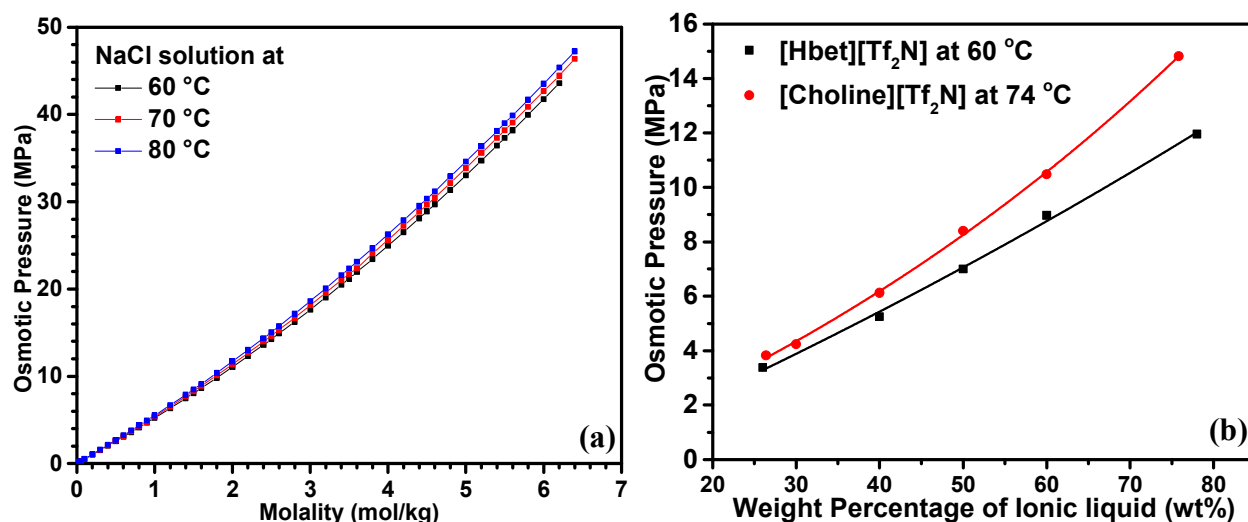 50
40
30
20
10
0
Osmotic Pressure (MPa)
NaCl solution at
60 °C
70 °C
80 °C
(a)
0 1 2 3 4 5 6 7
Molality (mol/kg)
16
14
12
10
8
6
4
2
0
Osmotic Pressure (MPa)
[Hbet][Tf₂N] at 60 °C
[Choline][Tf₂N] at 74 °C
(b)
20 30 40 50 60 70 80
Weight Percentage of Ionic liquid (wt%)